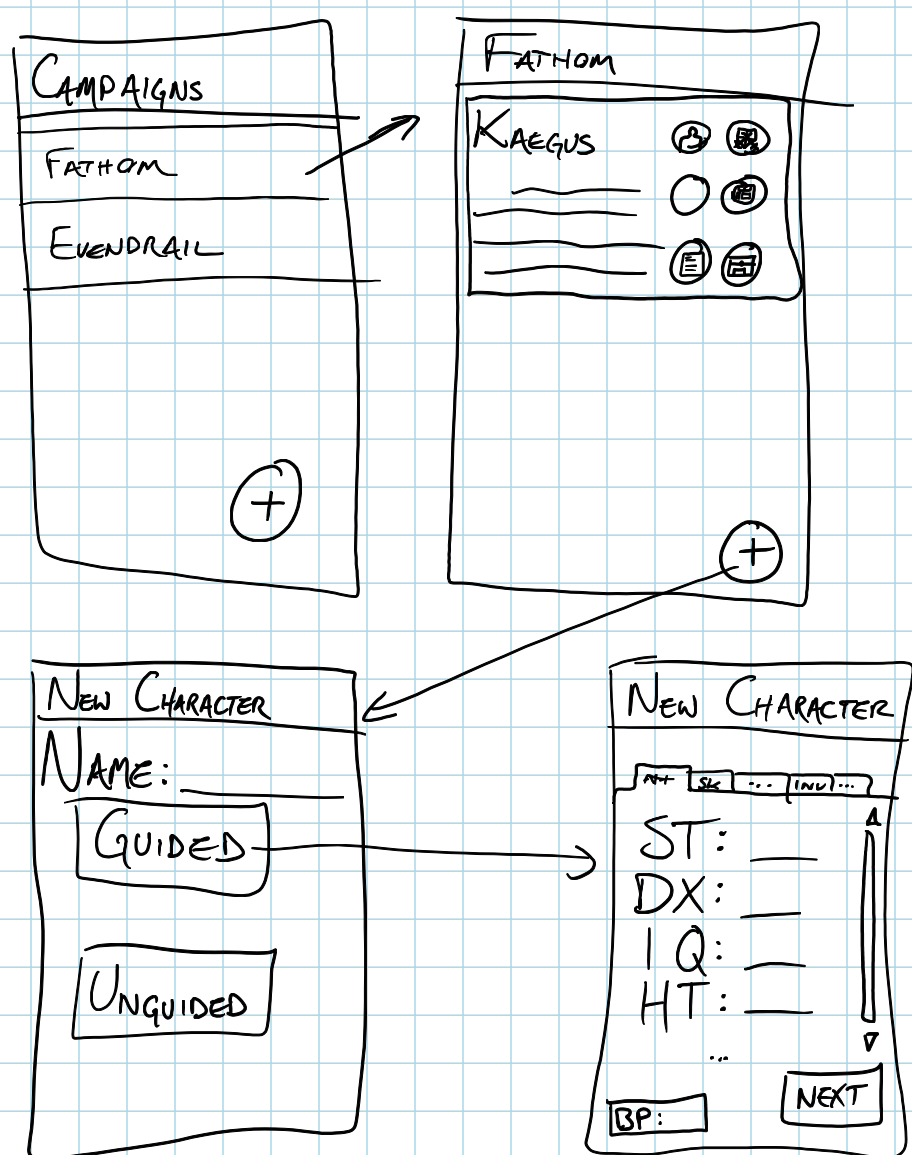 CAMPAIGNS
FATHOM
EVENDRAIL
+
FATHOM
KAEGUS
+
NEW CHARACTER
NAME:
GUIDED
UNGUIDED
NEW CHARACTER
Att SK ... INV ...
ST:
DX:
IQ:
HT:
...
BP:
NEXT